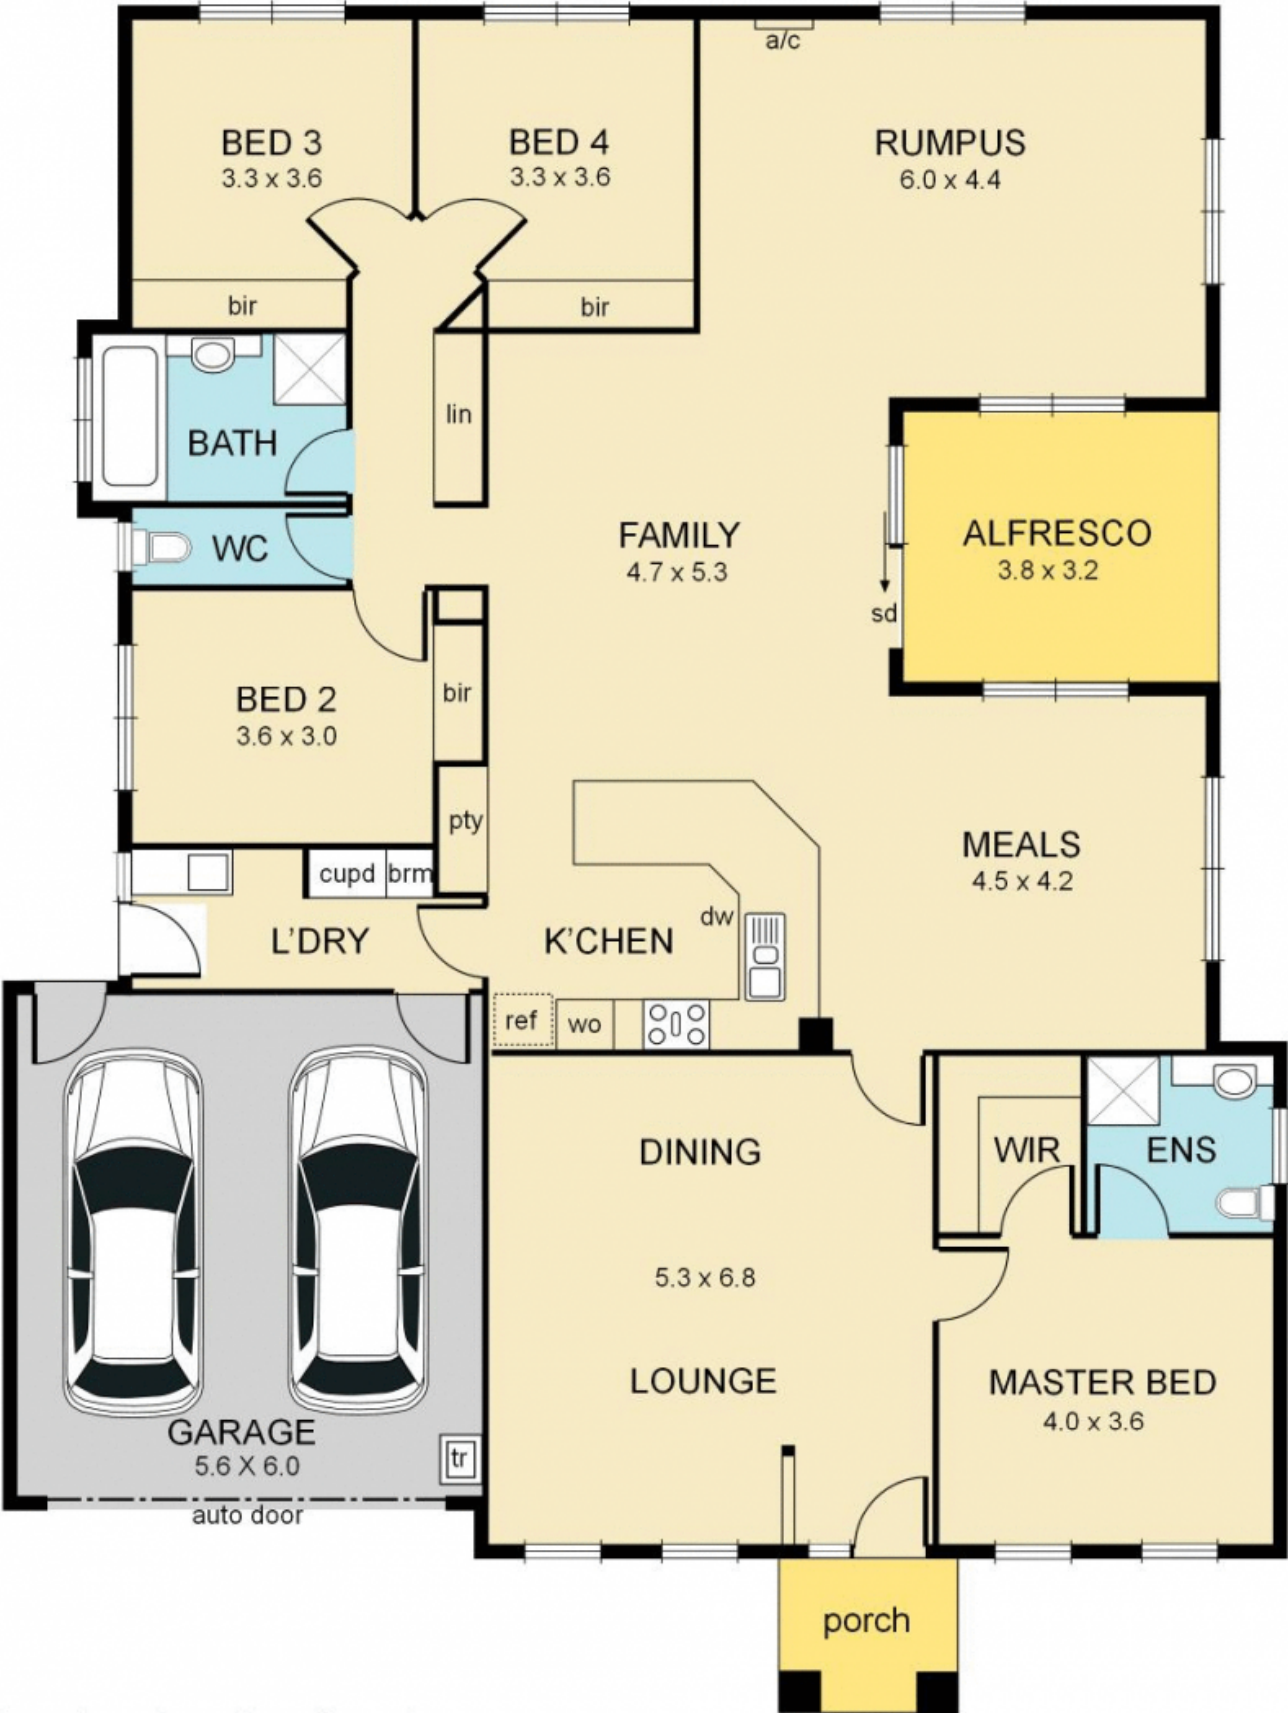 a/c
BED 3
3.3 x 3.6
BED 4
3.3 x 3.6
RUMPUS
6.0 x 4.4
bir
bir
lin
BATH
WC
FAMILY
4.7 x 5.3
ALFRESCO
3.8 x 3.2
sd
BED 2
3.6 x 3.0
bir
pty
cupd
brm
MEALS
4.5 x 4.2
L'DRY
K'CHEN
dw
ref
wo
DINING
WIR
ENS
5.3 x 6.8
LOUNGE
MASTER BED
4.0 x 3.6
GARAGE
5.6 X 6.0
tr
auto door
porch